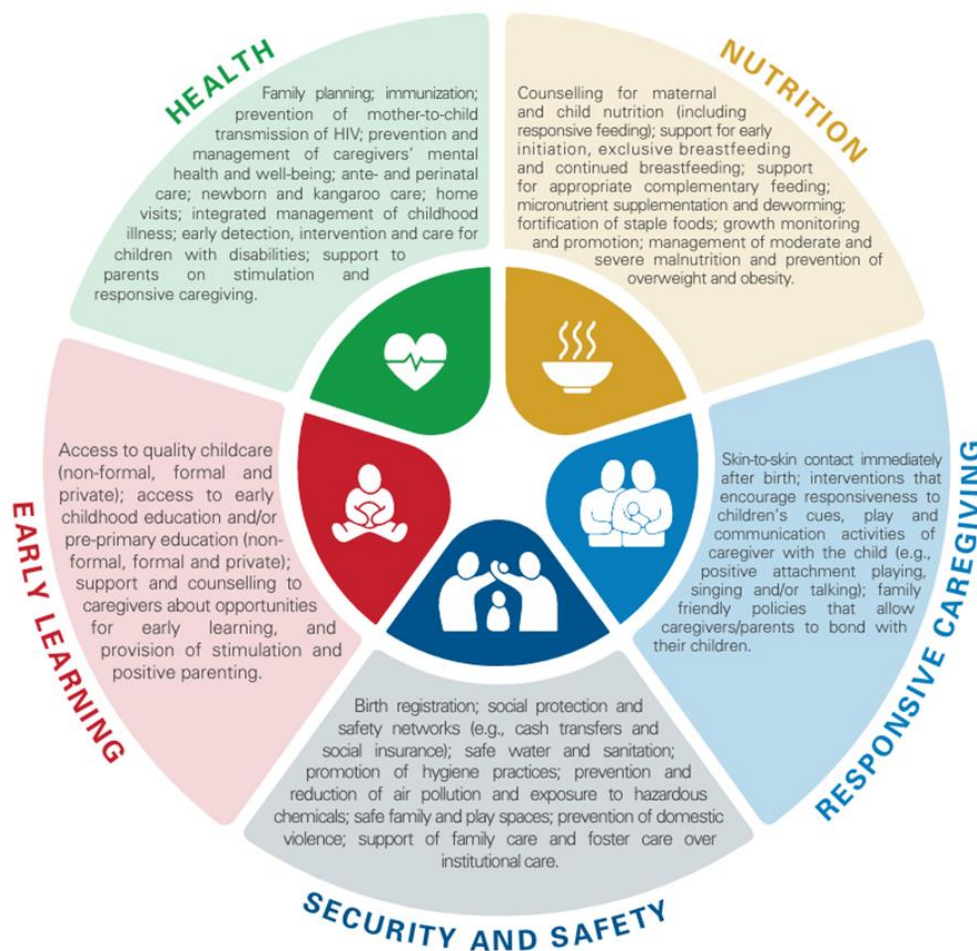 HEALTH
Family planning; immunization;
prevention of mother-to-child
transmission of HIV; prevention and
management of caregivers' mental
health and well-being; ante- and perinatal
care; newborn and kangaroo care; home
visits; integrated management of childhood
illness; early detection, intervention and care for
children with disabilities; support to
parents on stimulation and
responsive caregiving.
NUTRITION
Counselling for maternal
and child nutrition (including
responsive feeding); support for early
initiation, exclusive breastfeeding
and continued breastfeeding; support
for appropriate complementary feeding;
micronutrient supplementation and deworming;
fortification of staple foods; growth monitoring
and promotion; management of moderate and
severe malnutrition and prevention of
overweight and obesity.
RESPONSIVE CAREGIVING
Skin-to-skin contact immediately
after birth; interventions that
encourage responsiveness to
children's cues, play and
communication activities of
caregiver with the child (e.g.,
positive attachment playing,
singing and/or talking); family
friendly policies that allow
caregivers/parents to bond with
their children.
SECURITY AND SAFETY
Birth registration; social protection and
safety networks (e.g., cash transfers and
social insurance); safe water and sanitation;
promotion of hygiene practices; prevention and
reduction of air pollution and exposure to hazardous
chemicals; safe family and play spaces; prevention of domestic
violence; support of family care and foster care over
institutional care.
EARLY LEARNING
Access to quality childcare
(non-formal, formal and
private); access to early
childhood education and/or
pre-primary education (non-
formal, formal and private);
support and counselling to
caregivers about opportunities
for early learning, and
provision of stimulation and
positive parenting.